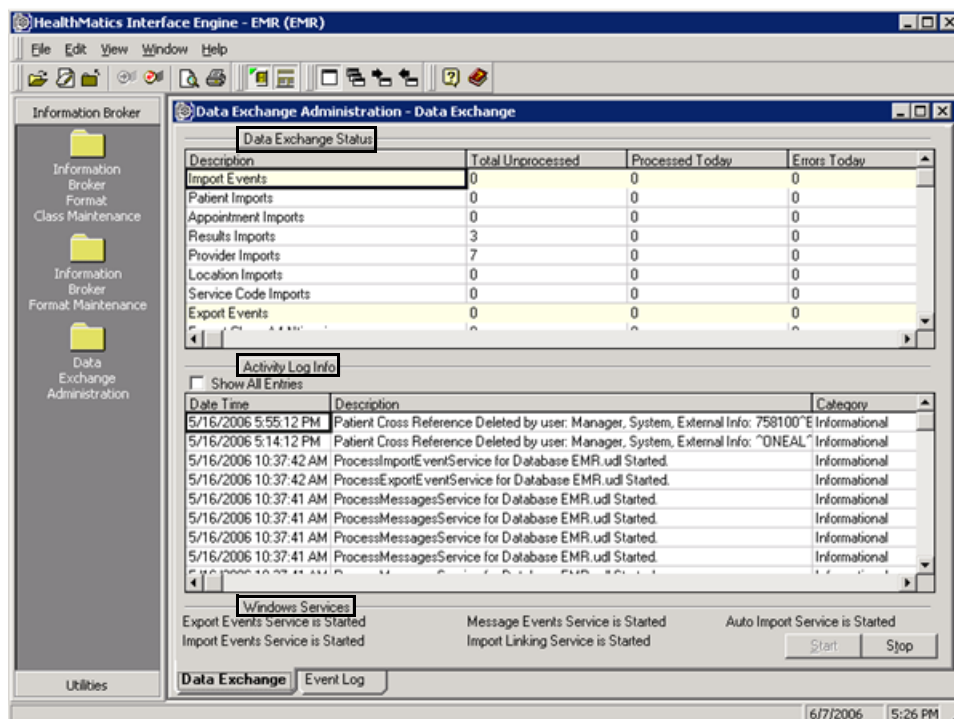 HealthMatics Interface Engine - EMR (EMR)
File Edit View Window Help
Information Broker
Information
Broker
Format
Class Maintenance
Information
Broker
Format Maintenance
Data
Exchange
Administration
Utilities
Data Exchange Administration - Data Exchange
Data Exchange Status
Description Total Unprocessed Processed Today Errors Today
Import Events 0 0 0
Patient Imports 0 0 0
Appointment Imports 0 0 0
Results Imports 3 0 0
Provider Imports 7 0 0
Location Imports 0 0 0
Service Code Imports 0 0 0
Export Events 0 0 0
Activity Log Info
Show All Entries
Date Time Description Category
5/16/2006 5:55:12 PM Patient Cross Reference Deleted by user: Manager, System, External Info: 758100^E Informational
5/16/2006 5:14:12 PM Patient Cross Reference Deleted by user: Manager, System, External Info: ^ONEAL^ Informational
5/16/2006 10:37:42 AM ProcessImportEventService for Database EMR.udl Started. Informational
5/16/2006 10:37:42 AM ProcessExportEventService for Database EMR.udl Started. Informational
5/16/2006 10:37:41 AM ProcessMessagesService for Database EMR.udl Started. Informational
5/16/2006 10:37:41 AM ProcessMessagesService for Database EMR.udl Started. Informational
5/16/2006 10:37:41 AM ProcessMessagesService for Database EMR.udl Started. Informational
5/16/2006 10:37:41 AM ProcessMessagesService for Database EMR.udl Started. Informational
Windows Services
Export Events Service is Started Message Events Service is Started Auto Import Service is Started
Import Events Service is Started Import Linking Service is Started Start Stop
Data Exchange Event Log
6/7/2006 5:26 PM